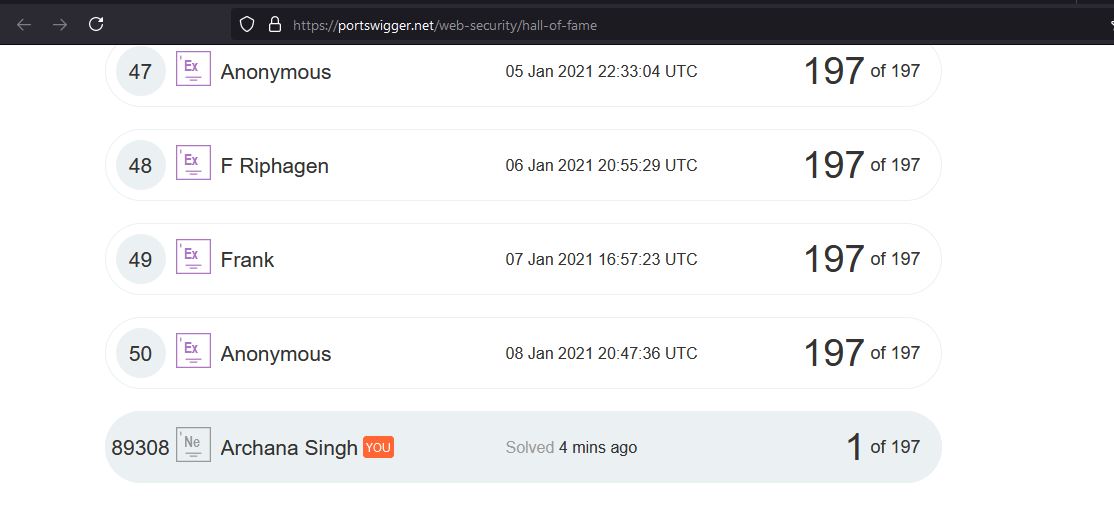 https://portswigger.net/web-security/hall-of-fame
47 Ex Anonymous 05 Jan 2021 22:33:04 UTC 197 of 197
48 Ex F Riphagen 06 Jan 2021 20:55:29 UTC 197 of 197
49 Ex Frank 07 Jan 2021 16:57:23 UTC 197 of 197
50 Ex Anonymous 08 Jan 2021 20:47:36 UTC 197 of 197
89308 Ne Archana Singh YOU Solved 4 mins ago 1 of 197